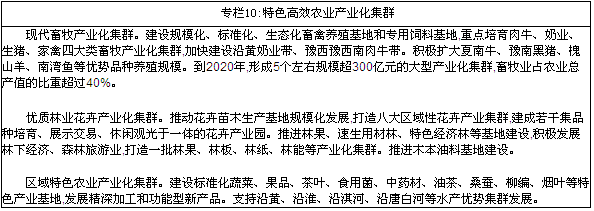 专栏10：特色高效农业产业化集群
现代畜牧产业化集群。建设规模化、标准化、生态化畜禽养殖基地和专用饲料基地,重点培育肉牛、奶业、
生猪、家禽四大类畜牧产业化集群,加快建设沿黄奶业带、豫西豫西南肉牛带。积极扩大夏南牛、豫南黑猪、槐
山羊、南湾鱼等优势品种养殖规模。到2020年,形成5个左右规模超300亿元的大型产业化集群,畜牧业占农业总
产值的比重超过40%。
优质林业花卉产业化集群。推动花卉苗木生产基地规模化发展,打造八大区域性花卉产业集群,建成若干集品
种培育、展示交易、休闲观光于一体的花卉产业园。推进林果、速生用材林、特色经济林等基地建设,积极发展
林下经济、森林旅游业,打造一批林果、林板、林纸、林能等产业化集群。推进木本油料基地建设。
区域特色农业产业化集群。建设标准化蔬菜、果品、茶叶、食用菌、中药材、油茶、桑蚕、柳编、烟叶等特
色产业基地,发展精深加工和功能型新产品。支持沿黄、沿淮、沿淇河、沿唐白河等水产优势集群发展。